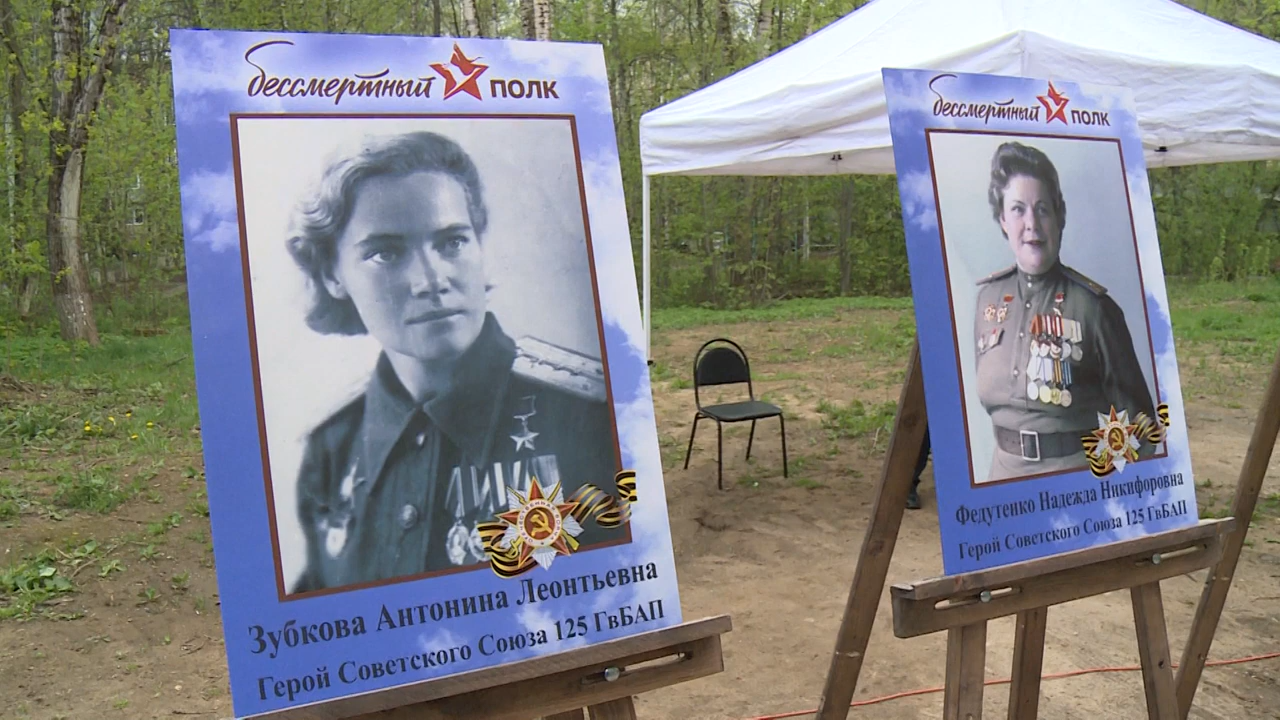 бессмертный полк
Зубкова Антонина Леонтьевна
Герой Советского Союза 125 ГвБАП
бессмертный полк
Федутенко Надежда Никифоровна
Герой Советского Союза 125 ГвБАП